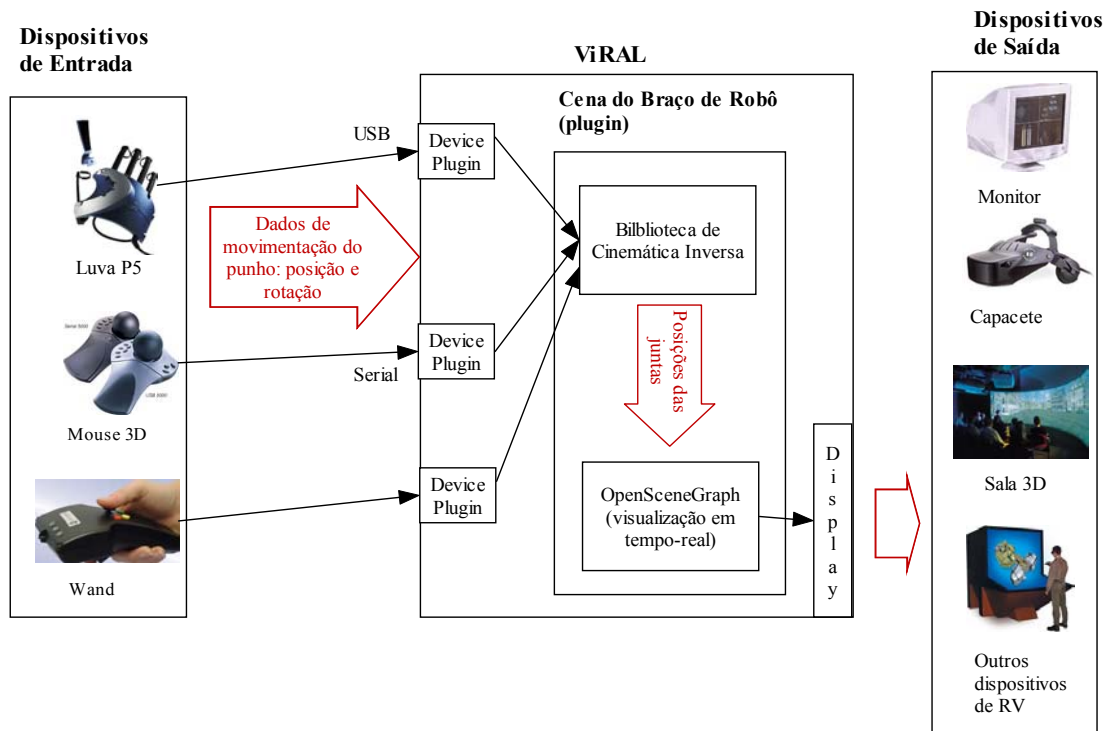 Dispositivos
de Entrada
Luva P5
Mouse 3D
Wand
USB
Serial
Dados de
movimentação do
punho: posição e
rotação
ViRAL
Device
Plugin
Device
Plugin
Device
Plugin
Cena do Braço de Robô
(plugin)
Biblioteca de
Cinemática Inversa
Posições das
juntas
OpenSceneGraph
(visualização em
tempo-real)
D
i
s
p
l
a
y
Dispositivos
de Saída
Monitor
Capacete
Sala 3D
Outros
dispositivos
de RV